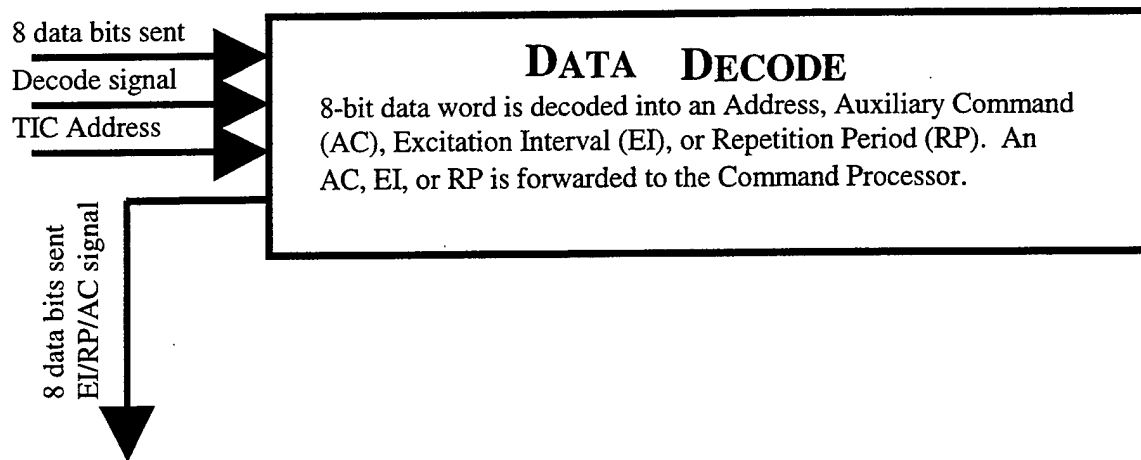 8 data bits sent
Decode signal
TIC Address
DATA DECODE
8-bit data word is decoded into an Address, Auxiliary Command
(AC), Excitation Interval (EI), or Repetition Period (RP). An
AC, EI, or RP is forwarded to the Command Processor.
8 data bits sent
EI/RP/AC signal